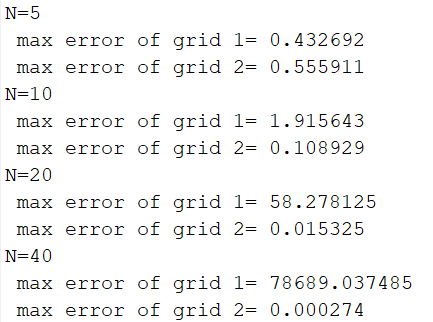 N=5
max error of grid 1= 0.432692
max error of grid 2= 0.555911
N=10
max error of grid 1= 1.915643
max error of grid 2= 0.108929
N=20
max error of grid 1= 58.278125
max error of grid 2= 0.015325
N=40
max error of grid 1= 78689.037485
max error of grid 2= 0.000274